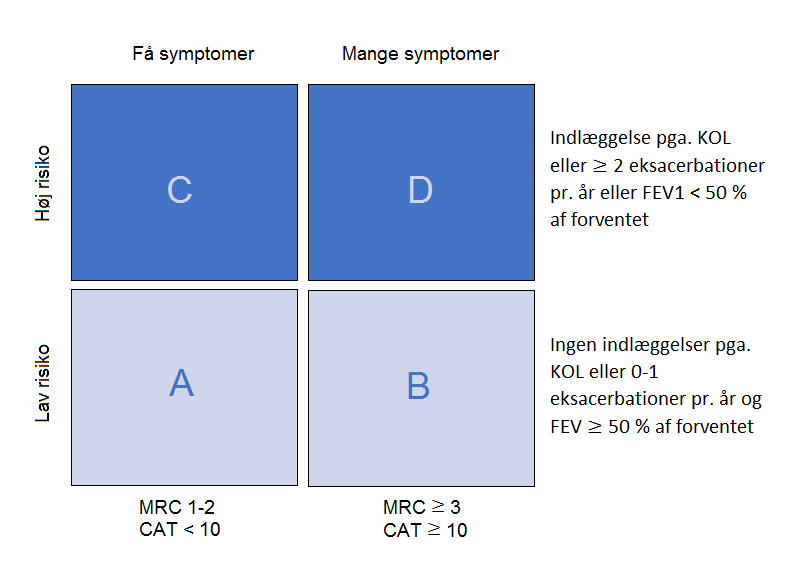 Få symptomer
Mange symptomer
Høj risiko
C
D
Indlæggelse pga. KOL
eller ≥ 2 eksacerbationer
pr. år eller FEV1 < 50 %
af forventet
Lav risiko
A
B
Ingen indlæggelser pga.
KOL eller 0-1
eksacerbationer pr. år og
FEV ≥ 50 % af forventet
MRC 1-2
CAT < 10
MRC ≥ 3
CAT ≥ 10